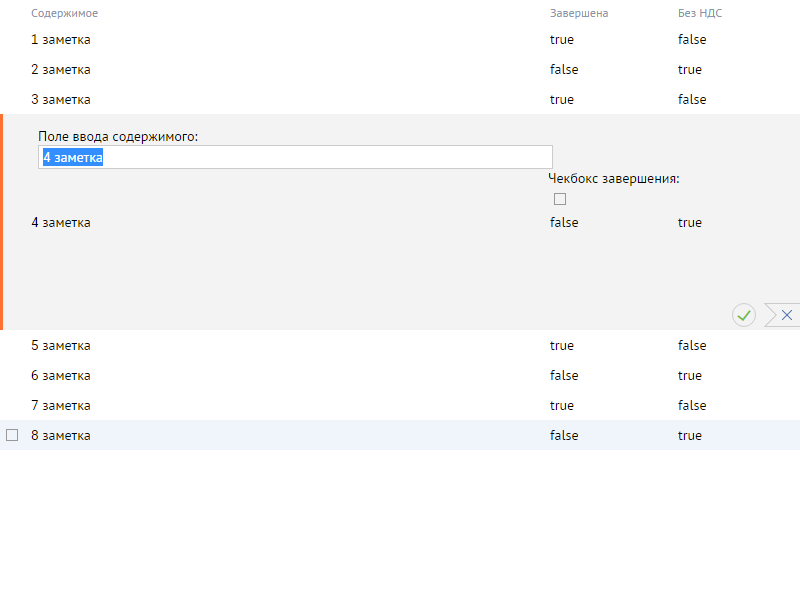 Содержимое Завершена Без НДС
1 заметка true false
2 заметка false true
3 заметка true false
Поле ввода содержимого:
4 заметка
Чекбокс завершения:
4 заметка false true
5 заметка true false
6 заметка false true
7 заметка true false
8 заметка false true